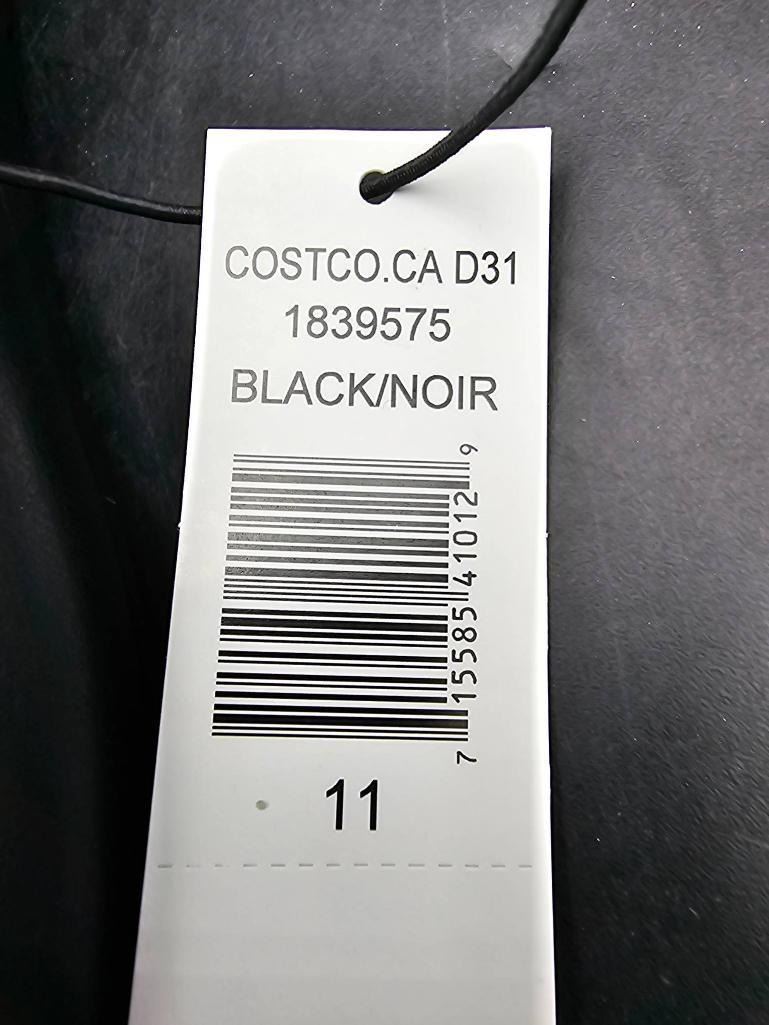 COSTCO.CA D31
1839575
BLACK/NOIR
7 15585 41012 9
11